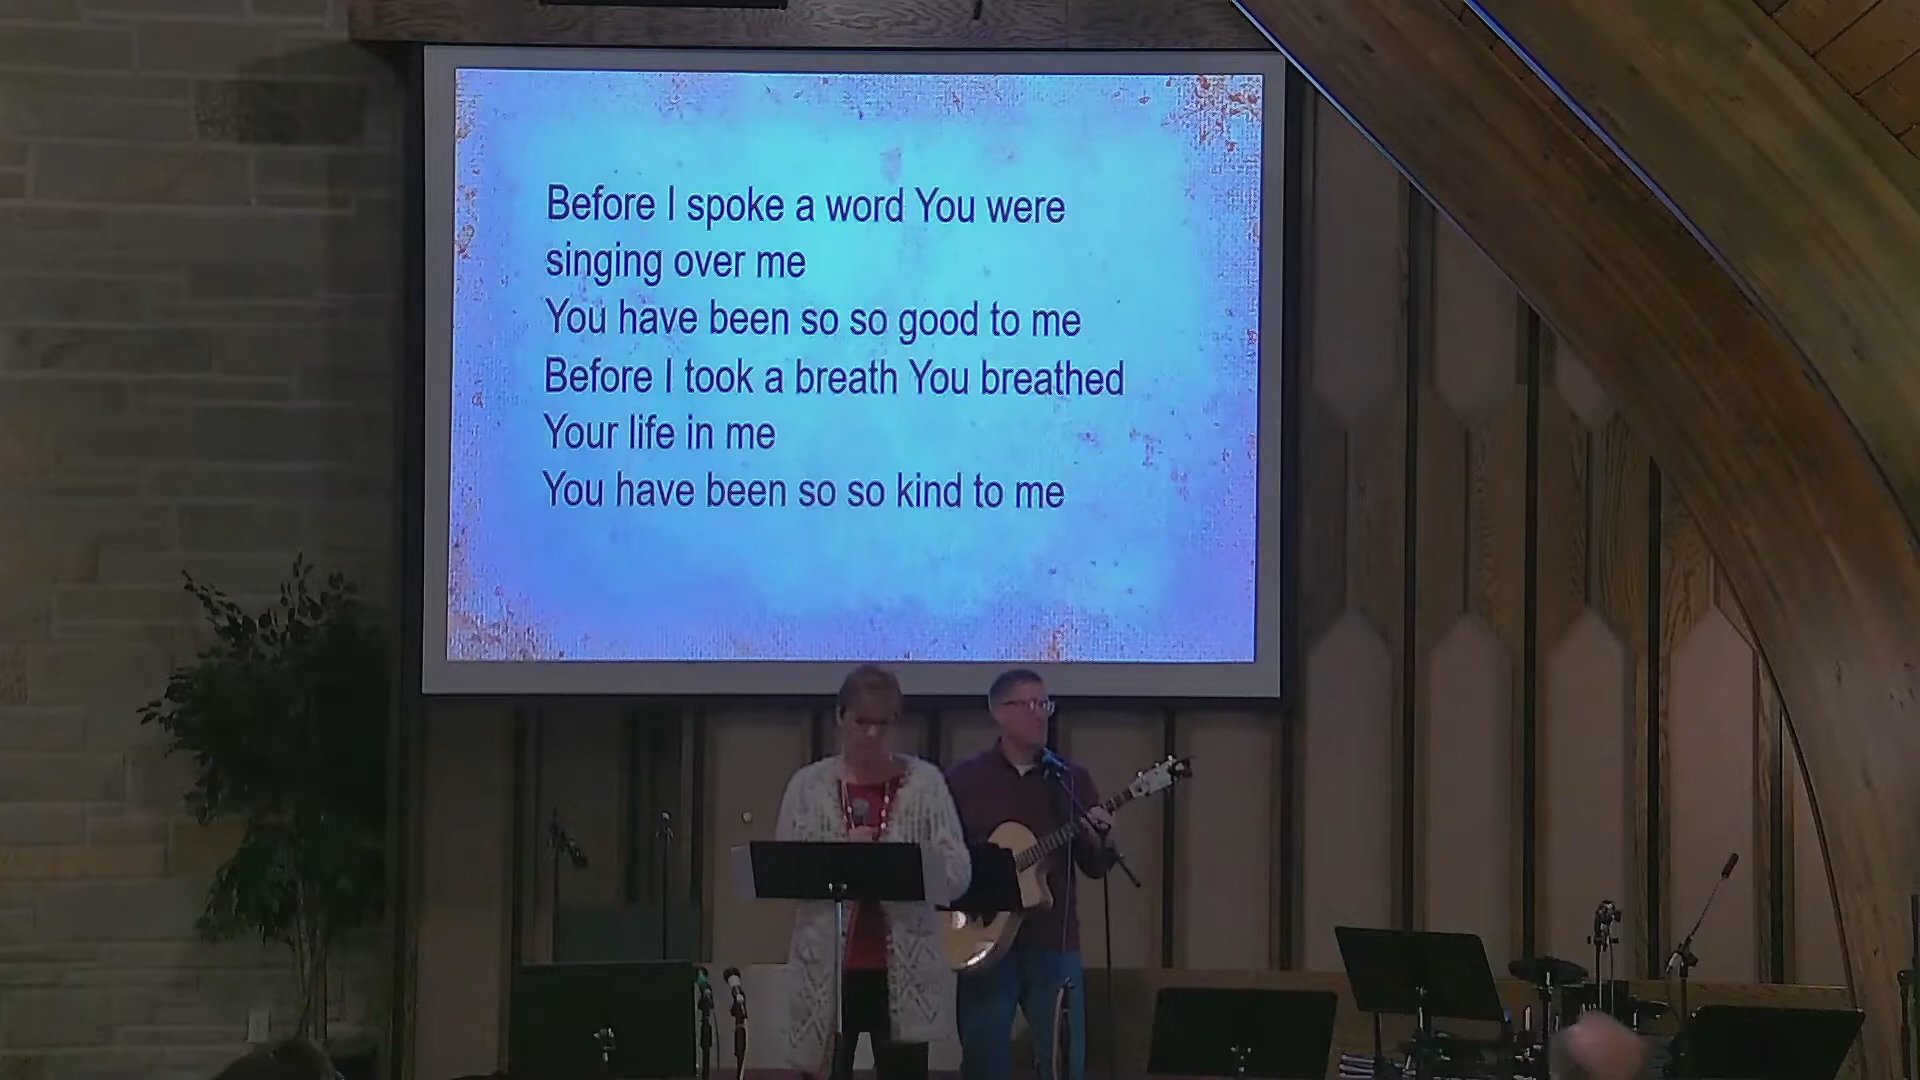 Before I spoke a word You were
singing over me
You have been so so good to me
Before I took a breath You breathed
Your life in me
You have been so so kind to me